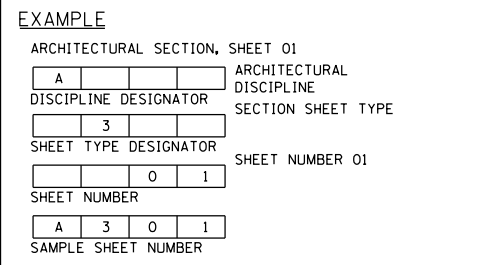 EXAMPLE
ARCHITECTURAL SECTION, SHEET 01
A
ARCHITECTURAL
DISCIPLINE
DISCIPLINE DESIGNATOR
SECTION SHEET TYPE
3
SHEET TYPE DESIGNATOR
SHEET NUMBER 01
0 1
SHEET NUMBER
A 3 0 1
SAMPLE SHEET NUMBER